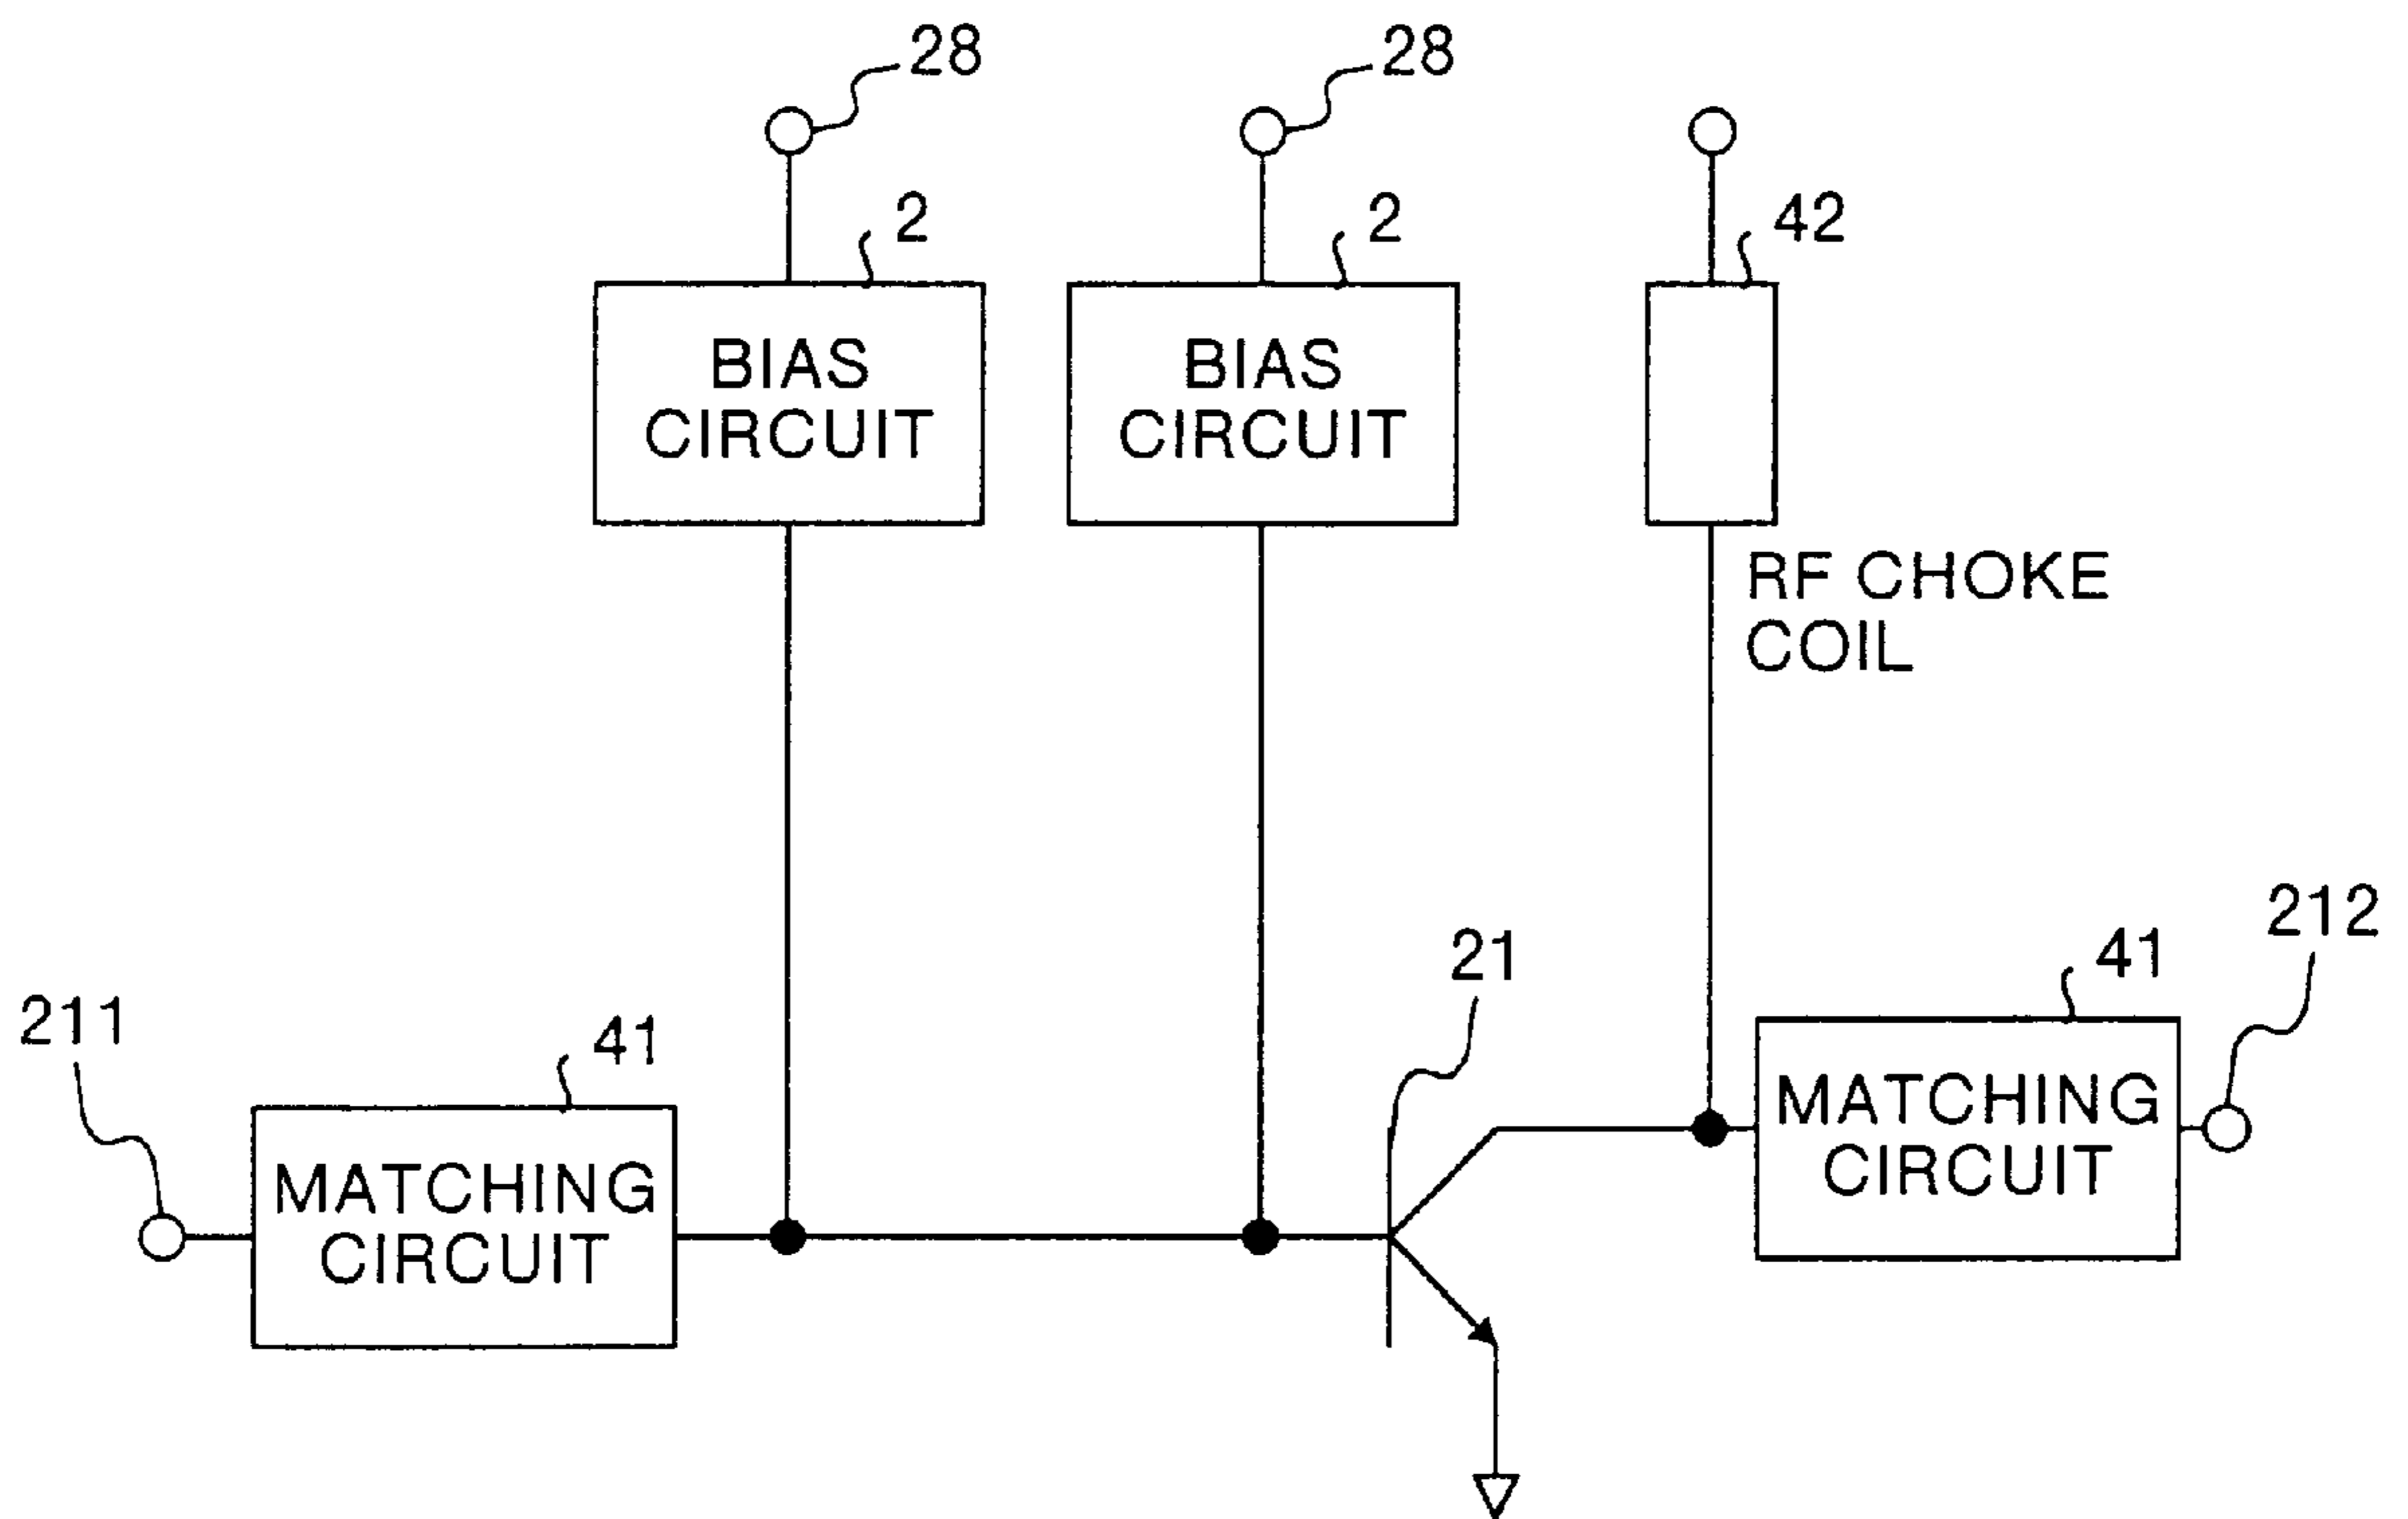 28
28
2
2
42
BIAS
CIRCUIT
BIAS
CIRCUIT
RF CHOKE
COIL
212
21
41
211
41
MATCHING
CIRCUIT
MATCHING
CIRCUIT